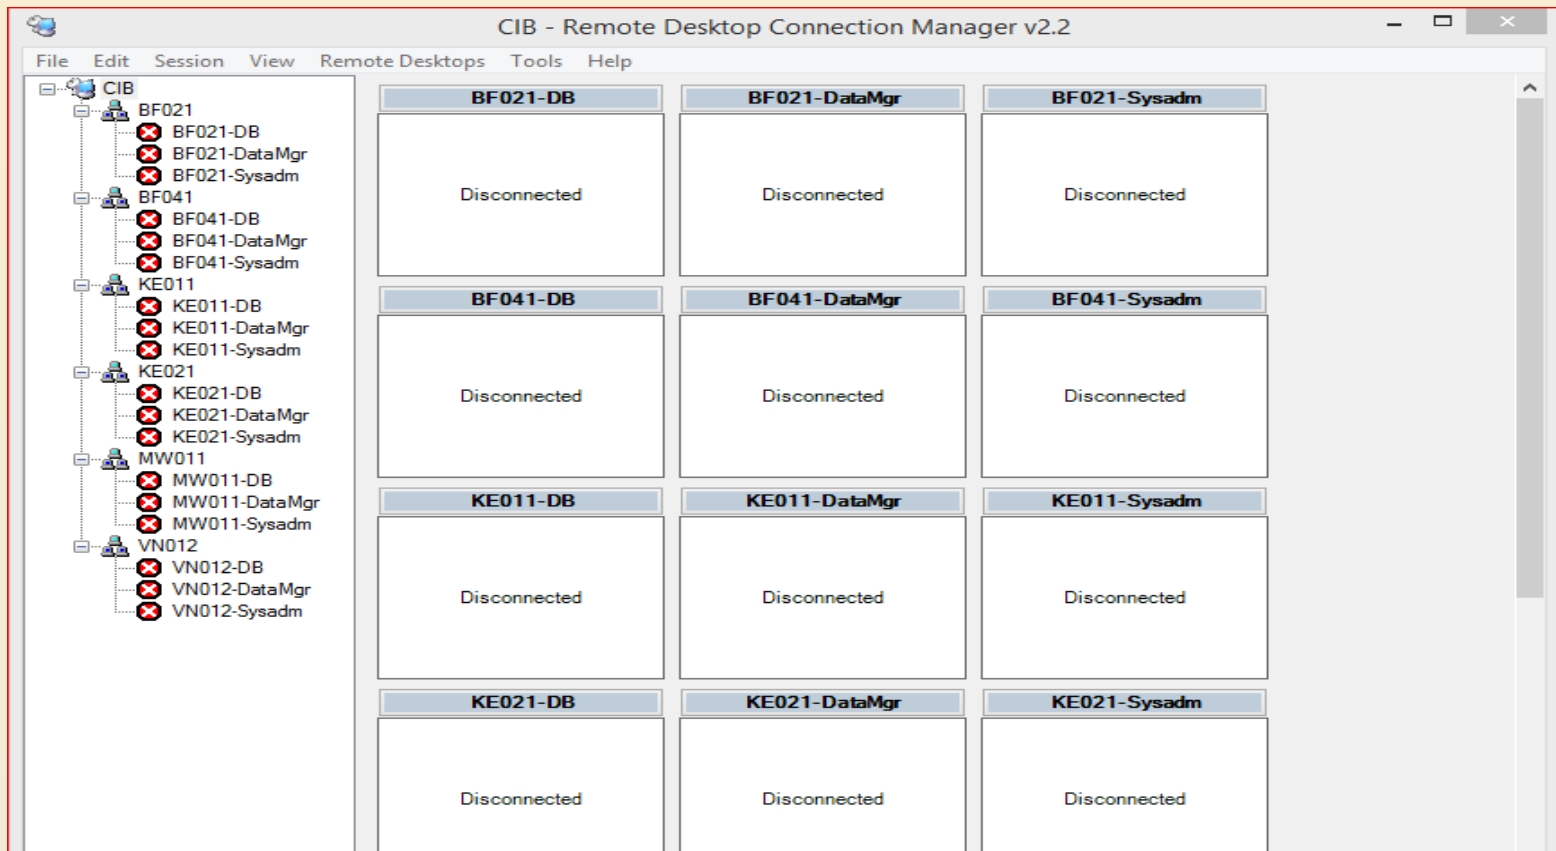 CIB - Remote Desktop Connection Manager v2.2
File Edit Session View Remote Desktops Tools Help
CIB
BF021
BF021-DB
BF021-DataMgr
BF021-Sysadm
BF041
BF041-DB
BF041-DataMgr
BF041-Sysadm
KE011
KE011-DB
KE011-DataMgr
KE011-Sysadm
KE021
KE021-DB
KE021-DataMgr
KE021-Sysadm
MW011
MW011-DB
MW011-DataMgr
MW011-Sysadm
VN012
VN012-DB
VN012-DataMgr
VN012-Sysadm
BF021-DB BF021-DataMgr BF021-Sysadm
Disconnected Disconnected Disconnected
BF041-DB BF041-DataMgr BF041-Sysadm
Disconnected Disconnected Disconnected
KE011-DB KE011-DataMgr KE011-Sysadm
Disconnected Disconnected Disconnected
KE021-DB KE021-DataMgr KE021-Sysadm
Disconnected Disconnected Disconnected